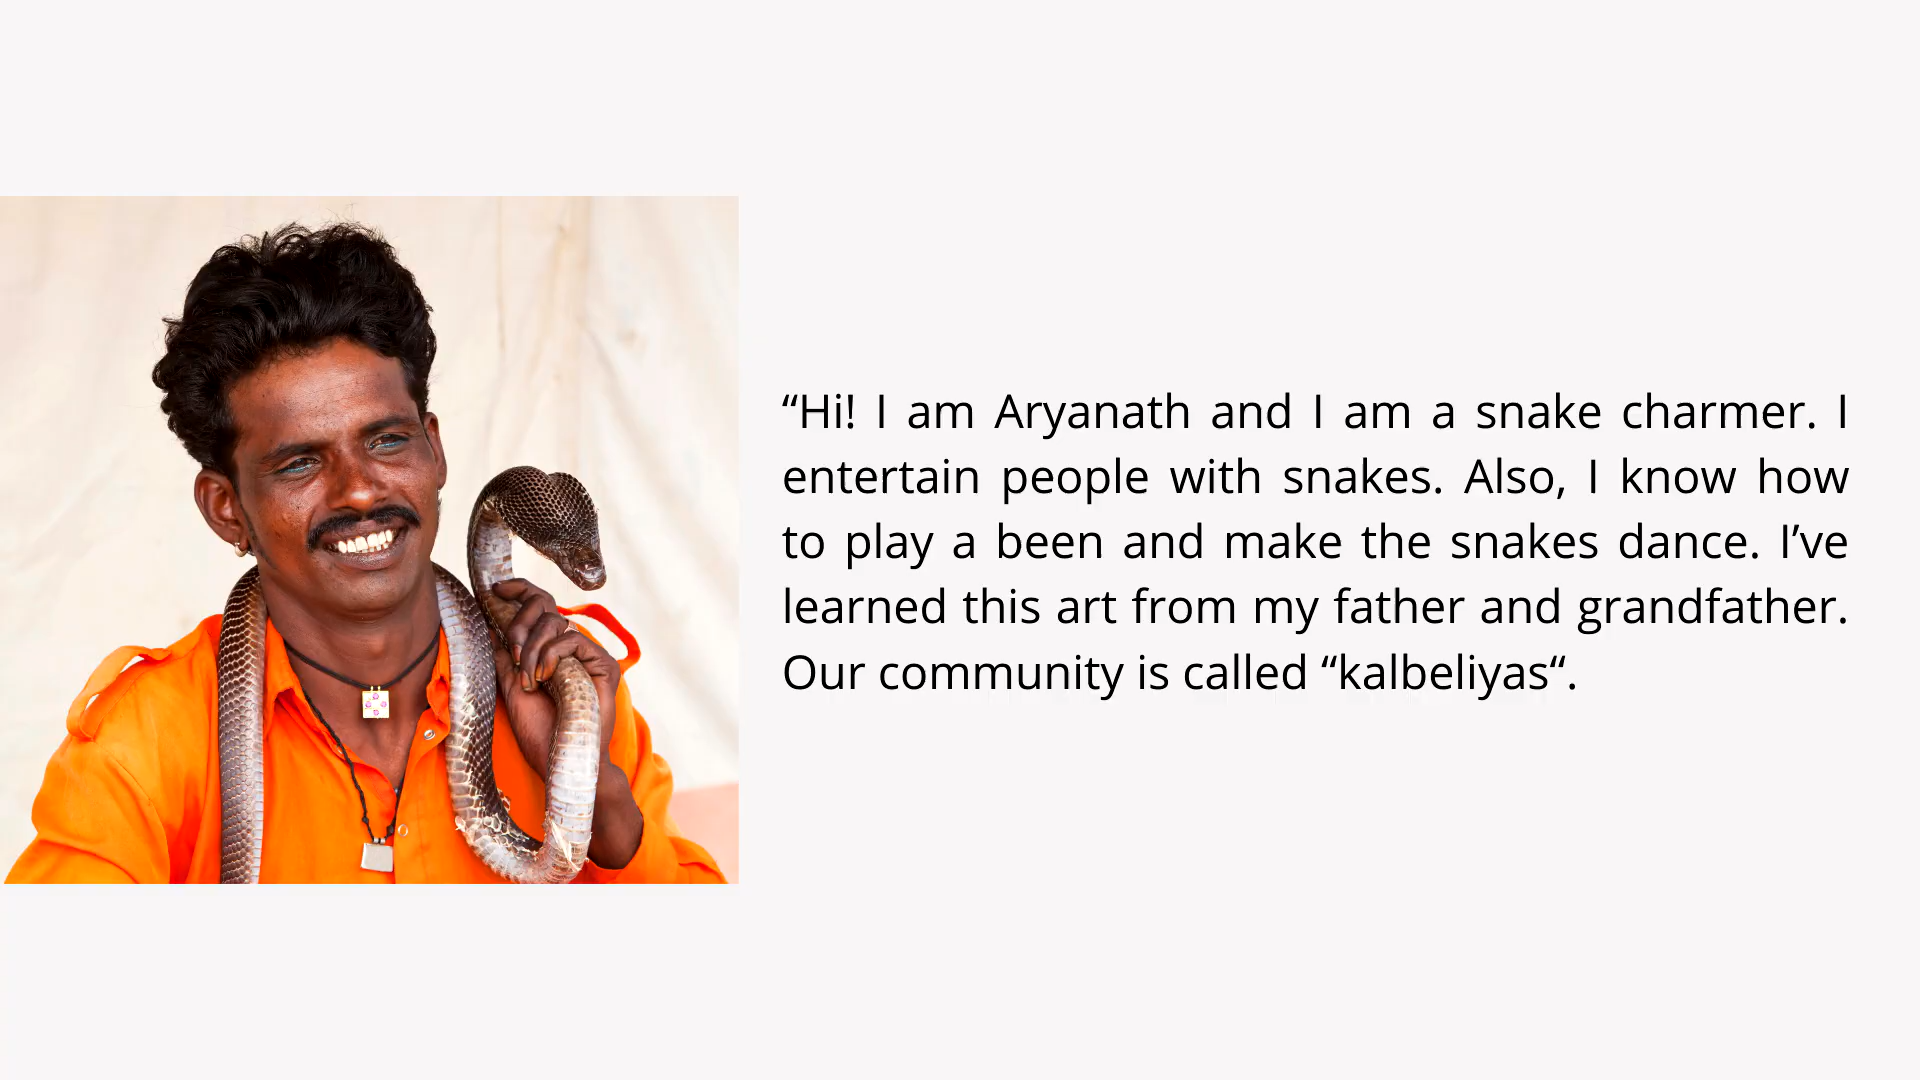 “Hi! I am Aryanath and I am a snake charmer. I
entertain people with snakes. Also, I know how
to play a been and make the snakes dance. I’ve
learned this art from my father and grandfather.
Our community is called “kalbeliyas“.